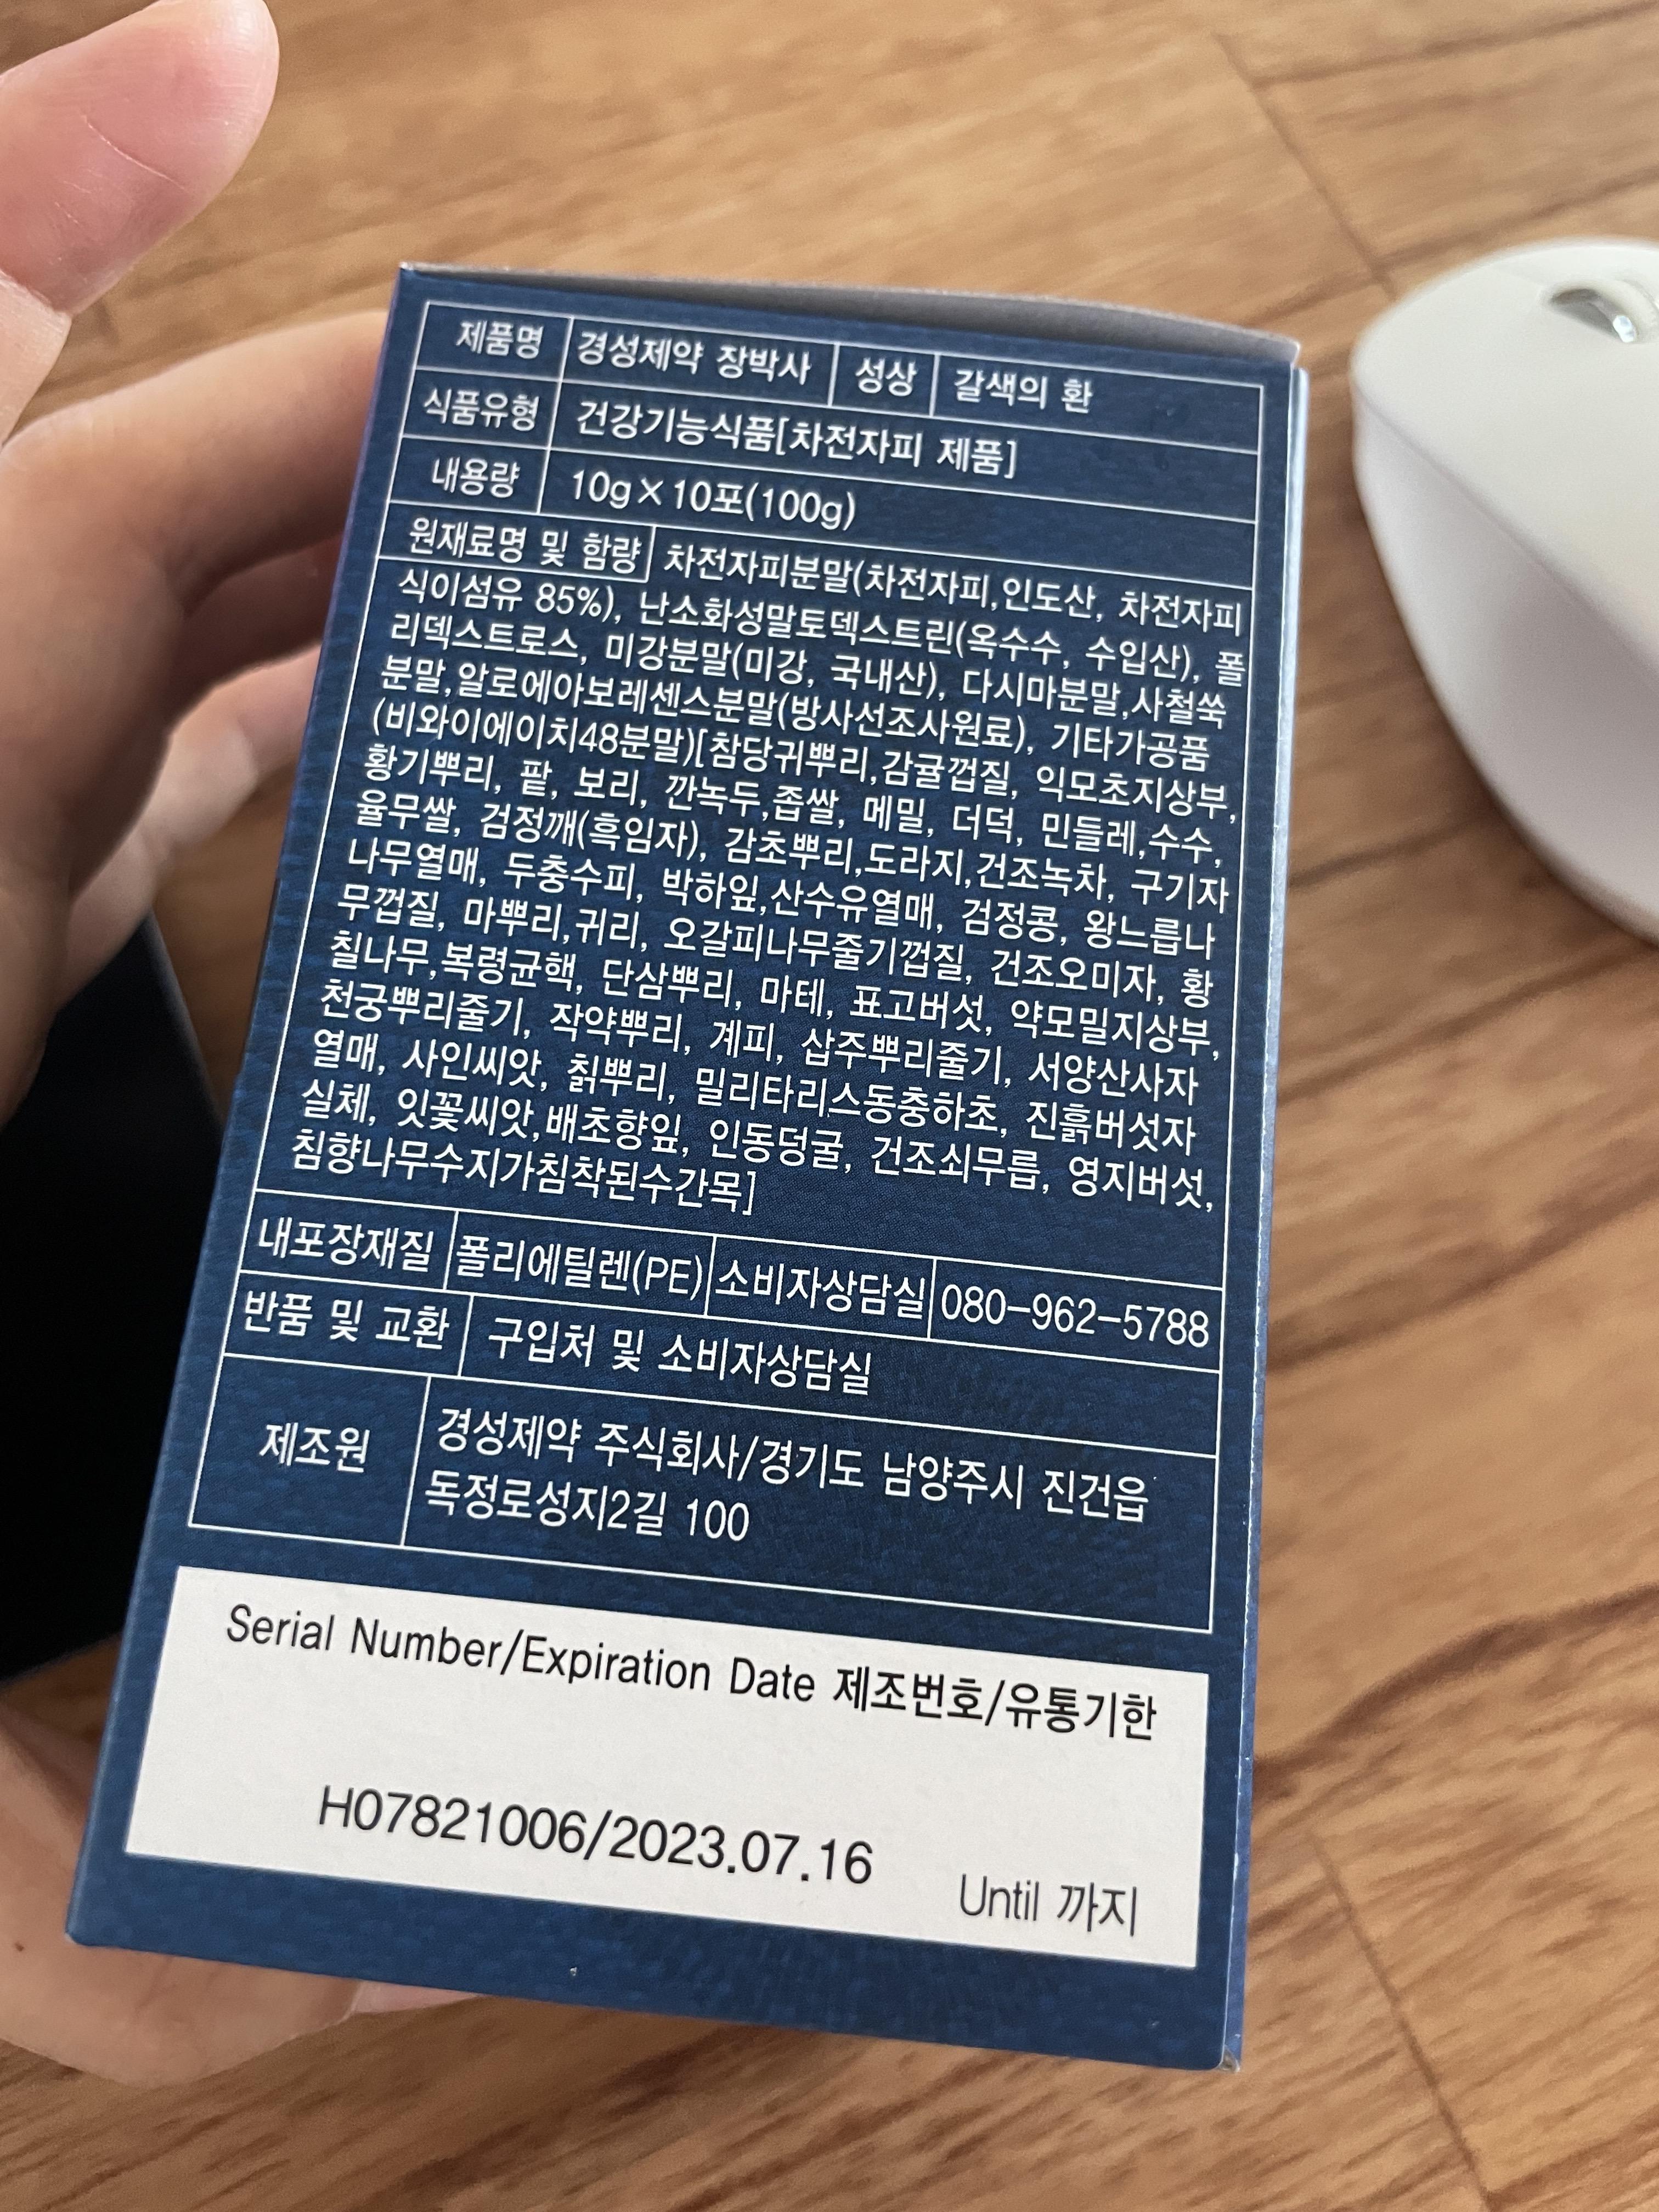 제품명 경성제약 장박사 성상 갈색의 환
식품유형 건강기능식품[차전자피 제품]
내용량 10g×10포(100g)
원재료명 및 함량 차전자피분말(차전자피,인도산, 차전자피
식이섬유 85%), 난소화성말토덱스트린(옥수수, 수입산), 폴
리덱스트로스, 미강분말(미강, 국내산), 다시마분말,사철쑥
분말,알로에아보레센스분말(방사선조사원료), 기타가공품
(비와이에이치48분말)[참당귀뿌리,감귤껍질, 익모초지상부,
황기뿌리, 팥, 보리, 깐녹두,좁쌀, 메밀, 더덕, 민들레,수수,
율무쌀, 검정깨(흑임자), 감초뿌리,도라지,건조녹차, 구기자
나무열매, 두충수피, 박하잎,산수유열매, 검정콩, 왕느릅나
무껍질, 마뿌리,귀리, 오갈피나무줄기껍질, 건조오미자, 황
칠나무,복령균핵, 단삼뿌리, 마테, 표고버섯, 약모밀지상부,
천궁뿌리줄기, 작약뿌리, 계피, 삽주뿌리줄기, 서양산사자
열매, 사인씨앗, 칡뿌리, 밀리타리스동충하초, 진흙버섯자
실체, 잇꽃씨앗,배초향잎, 인동덩굴, 건조쇠무릎, 영지버섯,
침향나무수지가침착된수간목]
내포장재질 폴리에틸렌(PE) 소비자상담실 080-962-5788
반품 및 교환 구입처 및 소비자상담실
제조원 경성제약 주식회사/경기도 남양주시 진건읍
독정로성지2길 100
Serial Number/Expiration Date 제조번호/유통기한
H07821006/2023.07.16
Until 까지